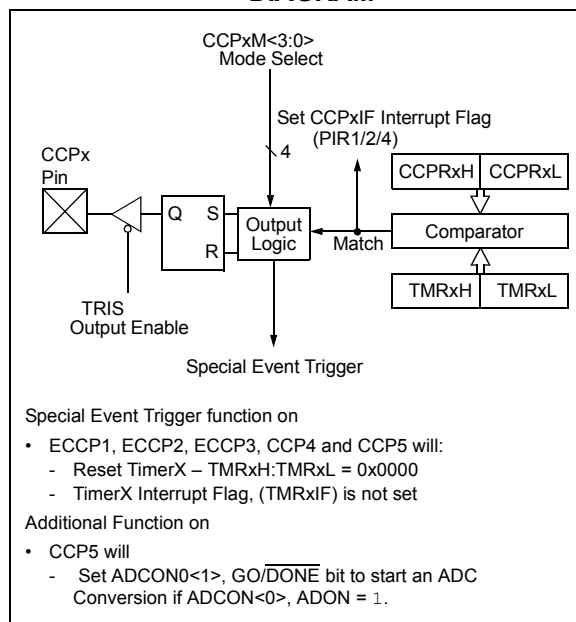 CCPxM<3:0>
Mode Select
Set CCPxIF Interrupt Flag
(PIR1/2/4)
4
CCPx
Pin
CCPRxH CCPRxL
Q S
R
Output
Logic
Match
Comparator
TRIS
Output Enable
TMRxH TMRxL
Special Event Trigger
Special Event Trigger function on
• ECCP1, ECCP2, ECCP3, CCP4 and CCP5 will:
- Reset TimerX – TMRxH:TMRxL = 0x0000
- TimerX Interrupt Flag, (TMRxIF) is not set
Additional Function on
• CCP5 will
- Set ADCON0<1>, GO/DONE bit to start an ADC
Conversion if ADCON<0>, ADON = 1.